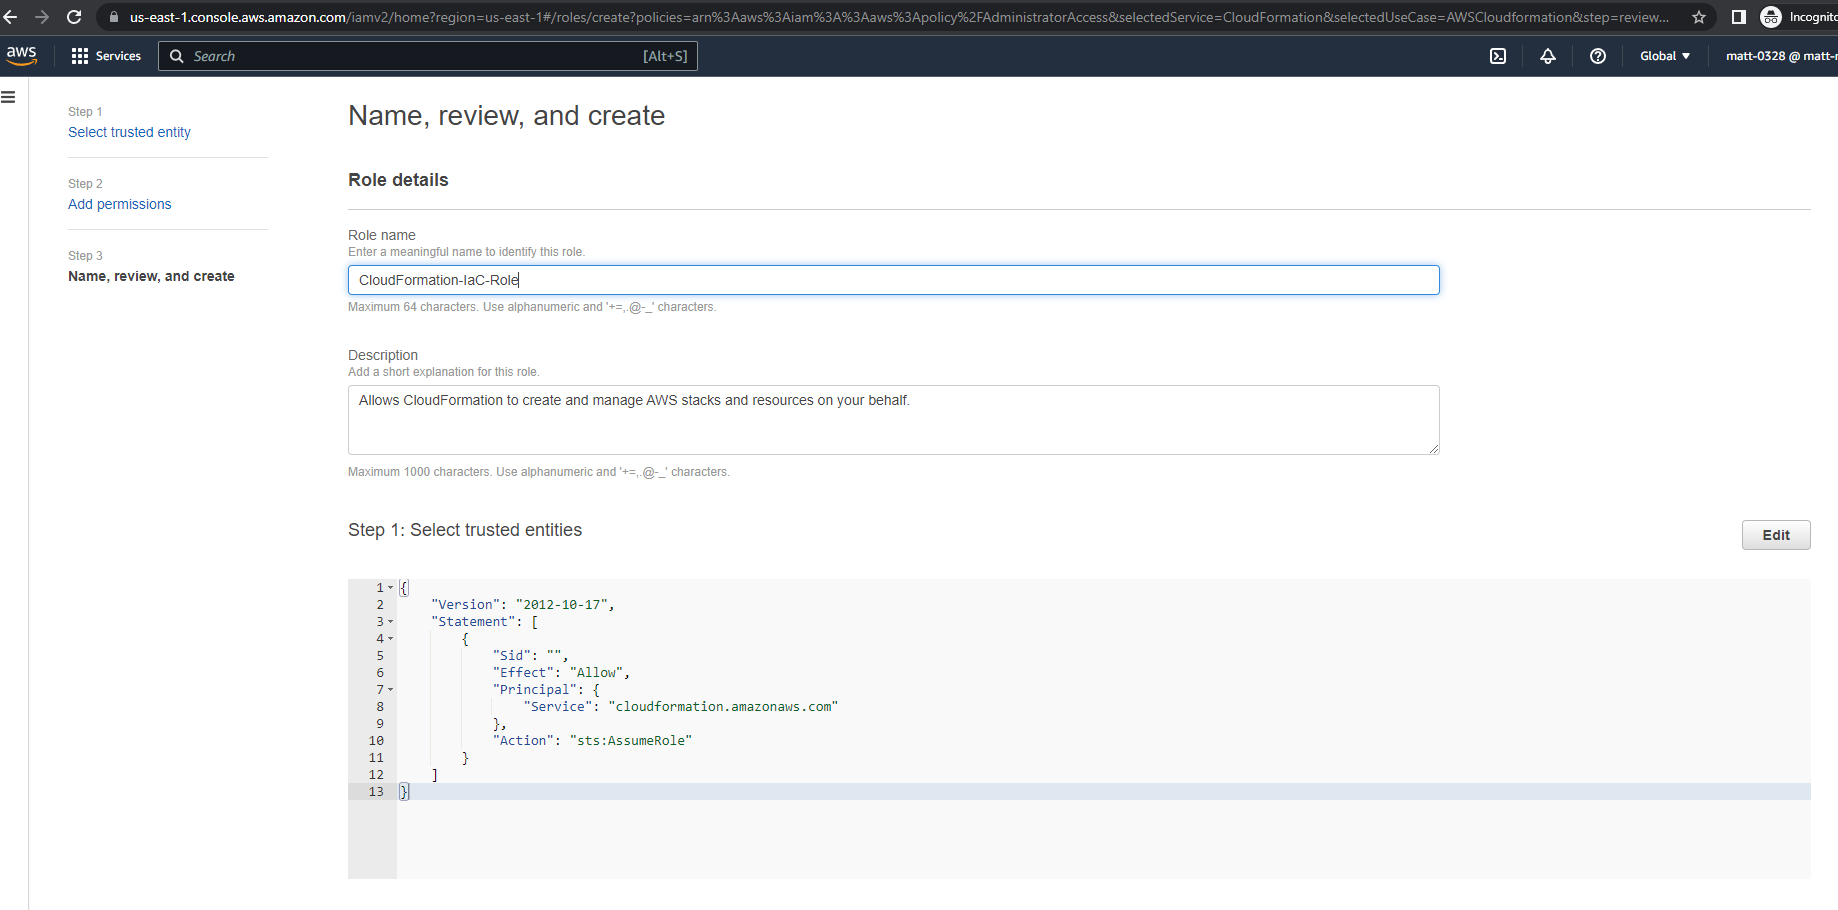 us-east-1.console.aws.amazon.com/iamv2/home?region=us-east-1#/roles/create?policies=arn%3Aaws%3Aiam%3A%3Aaws%3Apolicy%2FAdministratorAccess&selectedService=CloudFormation&selectedUseCase=AWSCloudformation&step=review...
Incognito
aws
Services
Search
[Alt+S]
Global
matt-0328 @ matt-
Step 1
Select trusted entity
Step 2
Add permissions
Step 3
Name, review, and create
Name, review, and create
Role details
Role name
Enter a meaningful name to identify this role.
CloudFormation-IaC-Role
Maximum 64 characters. Use alphanumeric and '+=,.@-_' characters.
Description
Add a short explanation for this role.
Allows CloudFormation to create and manage AWS stacks and resources on your behalf.
Maximum 1000 characters. Use alphanumeric and '+=,.@-_' characters.
Step 1: Select trusted entities
Edit
1 {
2 "Version": "2012-10-17",
3 "Statement": [
4 {
5 "Sid": "",
6 "Effect": "Allow",
7 "Principal": {
8 "Service": "cloudformation.amazonaws.com"
9 },
10 "Action": "sts:AssumeRole"
11 }
12 ]
13 }